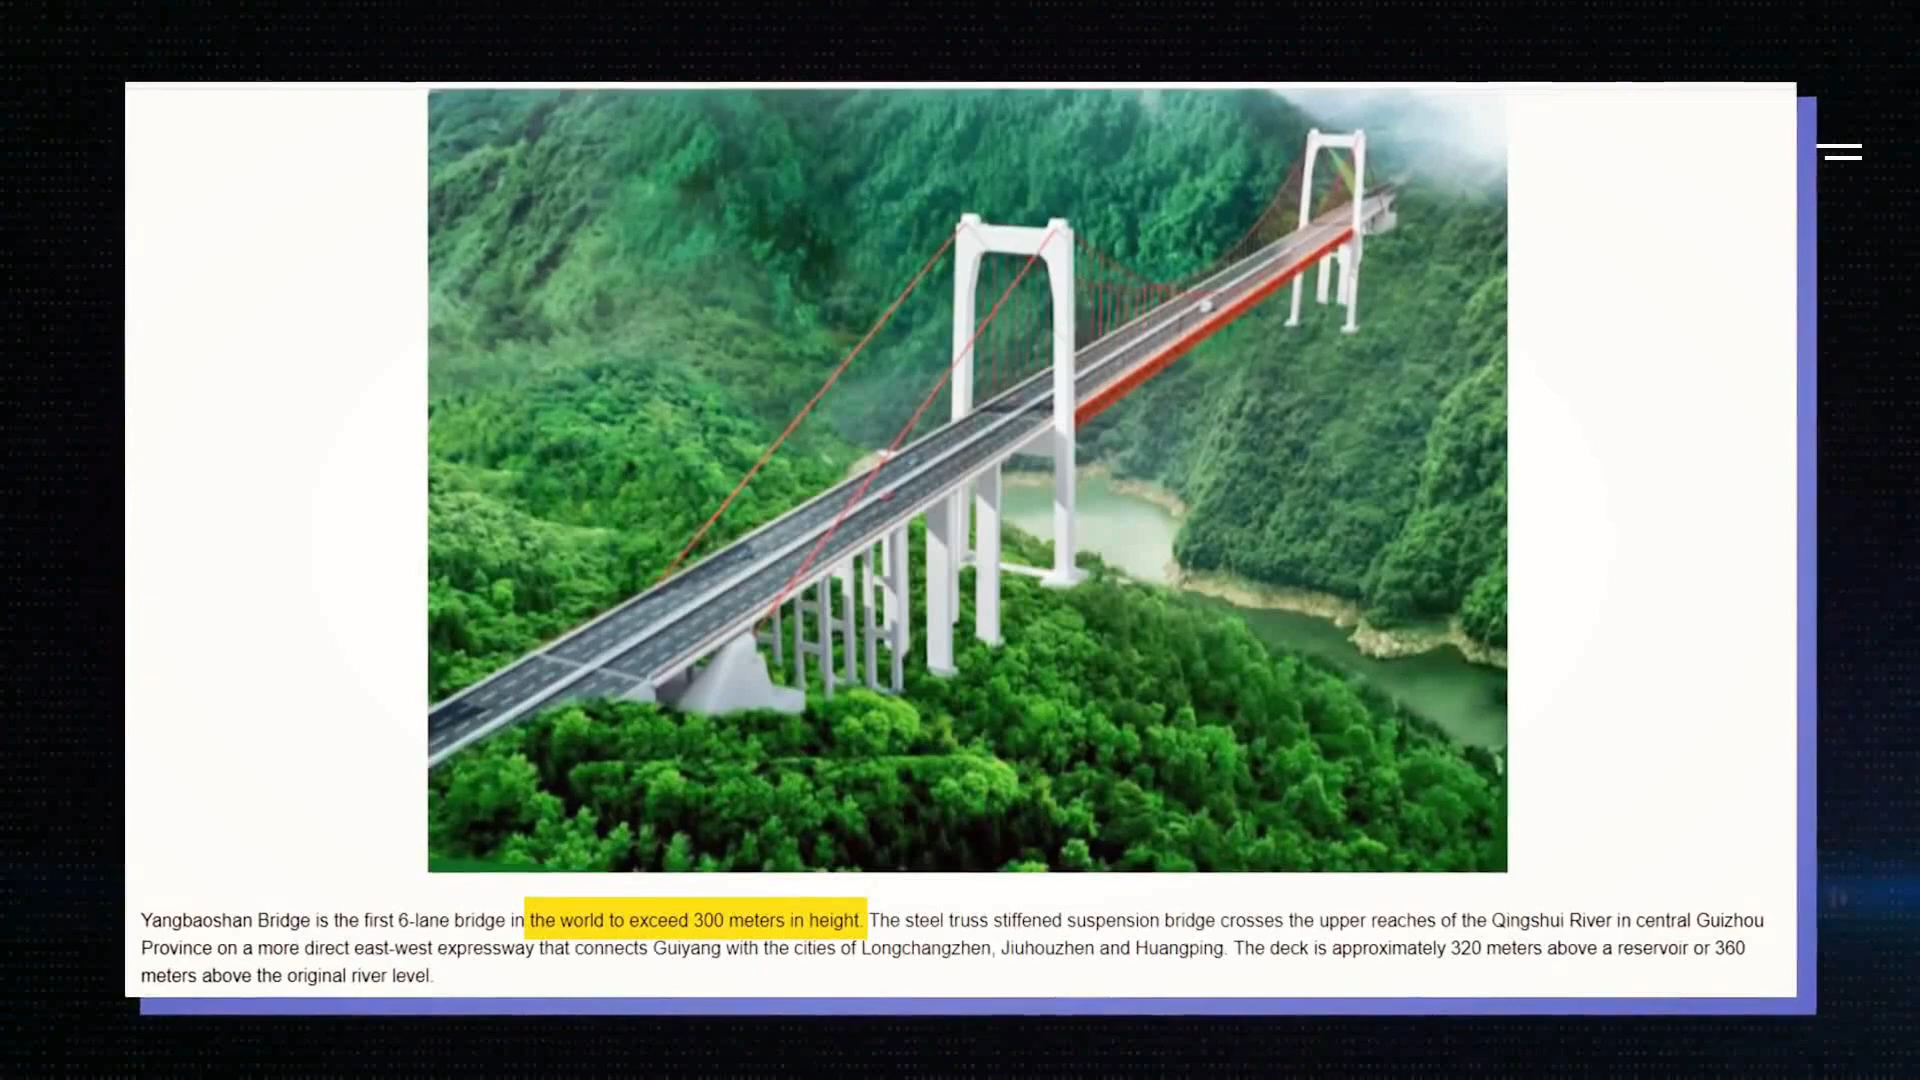 Yangbaoshan Bridge is the first 6-lane bridge in the world to exceed 300 meters in height. The steel truss stiffened suspension bridge crosses the upper reaches of the Qingshui River in central Guizhou
Province on a more direct east-west expressway that connects Guiyang with the cities of Longchangzhen, Jiuhouzhen and Huangping. The deck is approximately 320 meters above a reservoir or 360
meters above the original river level.